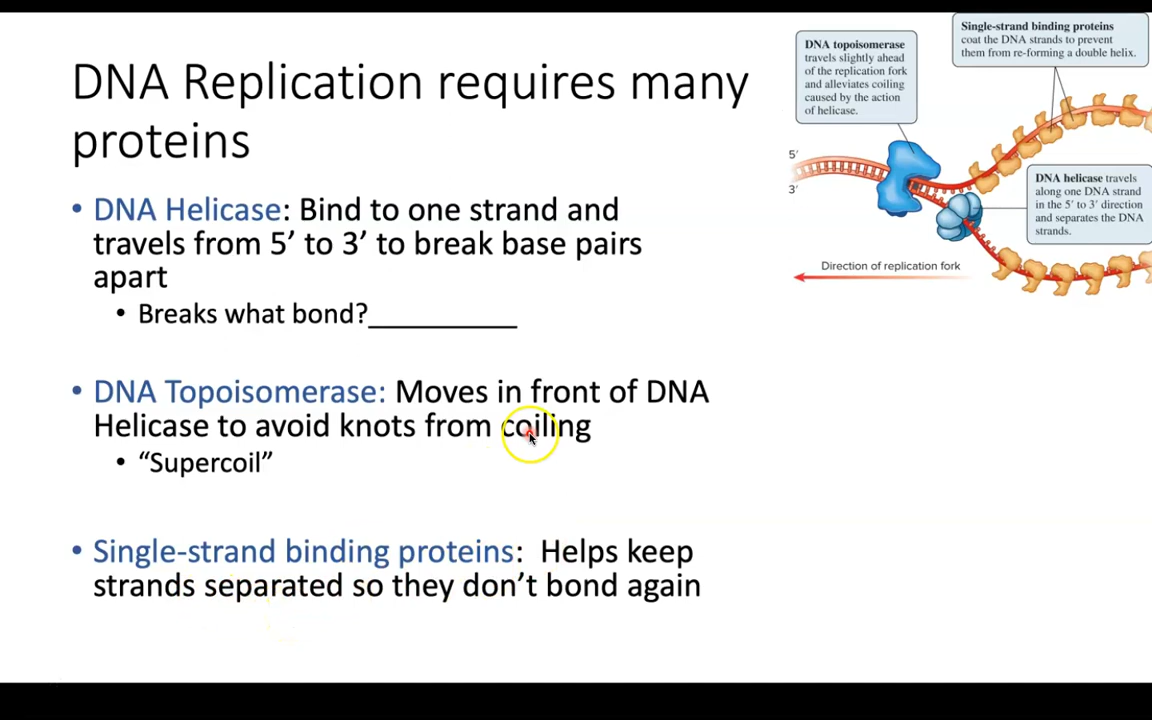 DNA Replication requires many
proteins
• DNA Helicase: Bind to one strand and
travels from 5’ to 3’ to break base pairs
apart
• Breaks what bond?__________
• DNA Topoisomerase: Moves in front of DNA
Helicase to avoid knots from coiling
• “Supercoil”
• Single-strand binding proteins: Helps keep
strands separated so they don’t bond again
DNA topoisomerase
travels slightly ahead
of the replication fork
and alleviates coiling
caused by the action
of helicase.
Single-strand binding proteins
coat the DNA strands to prevent
them from re-forming a double helix.
5′
3′
DNA helicase travels
along one DNA strand
in the 5′ to 3′ direction
and separates the DNA
strands.
Direction of replication fork